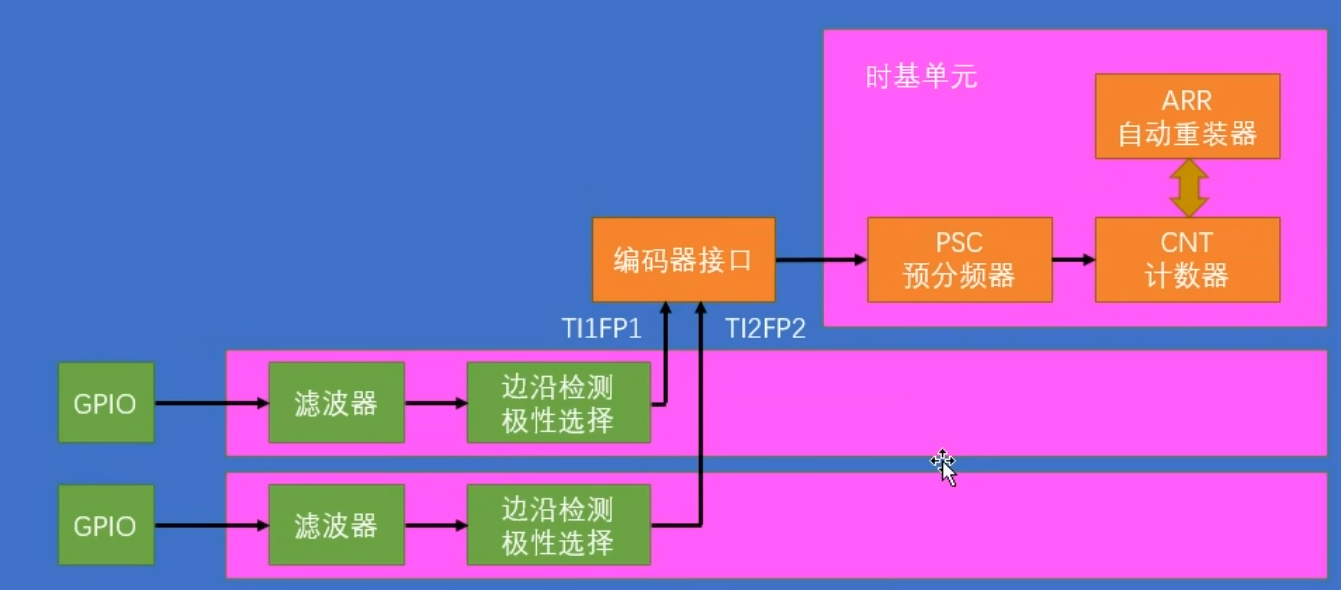 时基单元
ARR
自动重装器
编码器接口
PSC
预分频器
CNT
计数器
TI1FP1
TI2FP2
GPIO
滤波器
边沿检测
极性选择
GPIO
滤波器
边沿检测
极性选择